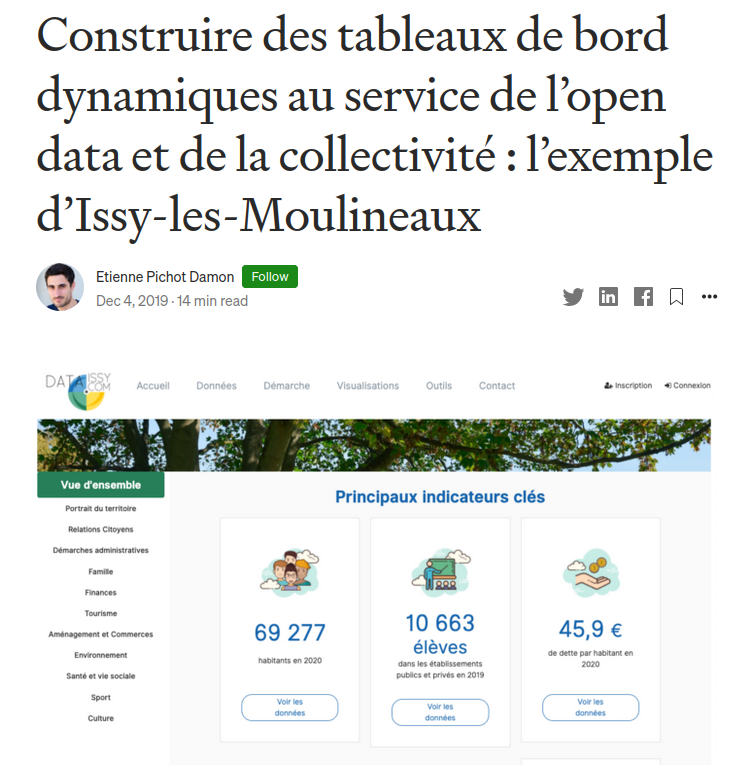 Construire des tableaux de bord
dynamiques au service de l’open
data et de la collectivité : l’exemple
d’Issy-les-Moulineaux
Etienne Pichot Damon
Follow
Dec 4, 2019 · 14 min read
DATA ISSY
.COM
Accueil
Données
Démarche
Visualisations
Outils
Contact
Inscription
Connexion
Vue d'ensemble
Portrait du territoire
Relations Citoyens
Démarches administratives
Famille
Finances
Tourisme
Aménagement et Commerces
Environnement
Santé et vie sociale
Sport
Culture
Principaux indicateurs clés
69 277
habitants en 2020
Voir les
données
10 663
élèves
dans les établissements
publics et privés en 2019
Voir les
données
45,9 €
de dette par habitant en
2020
Voir les
données